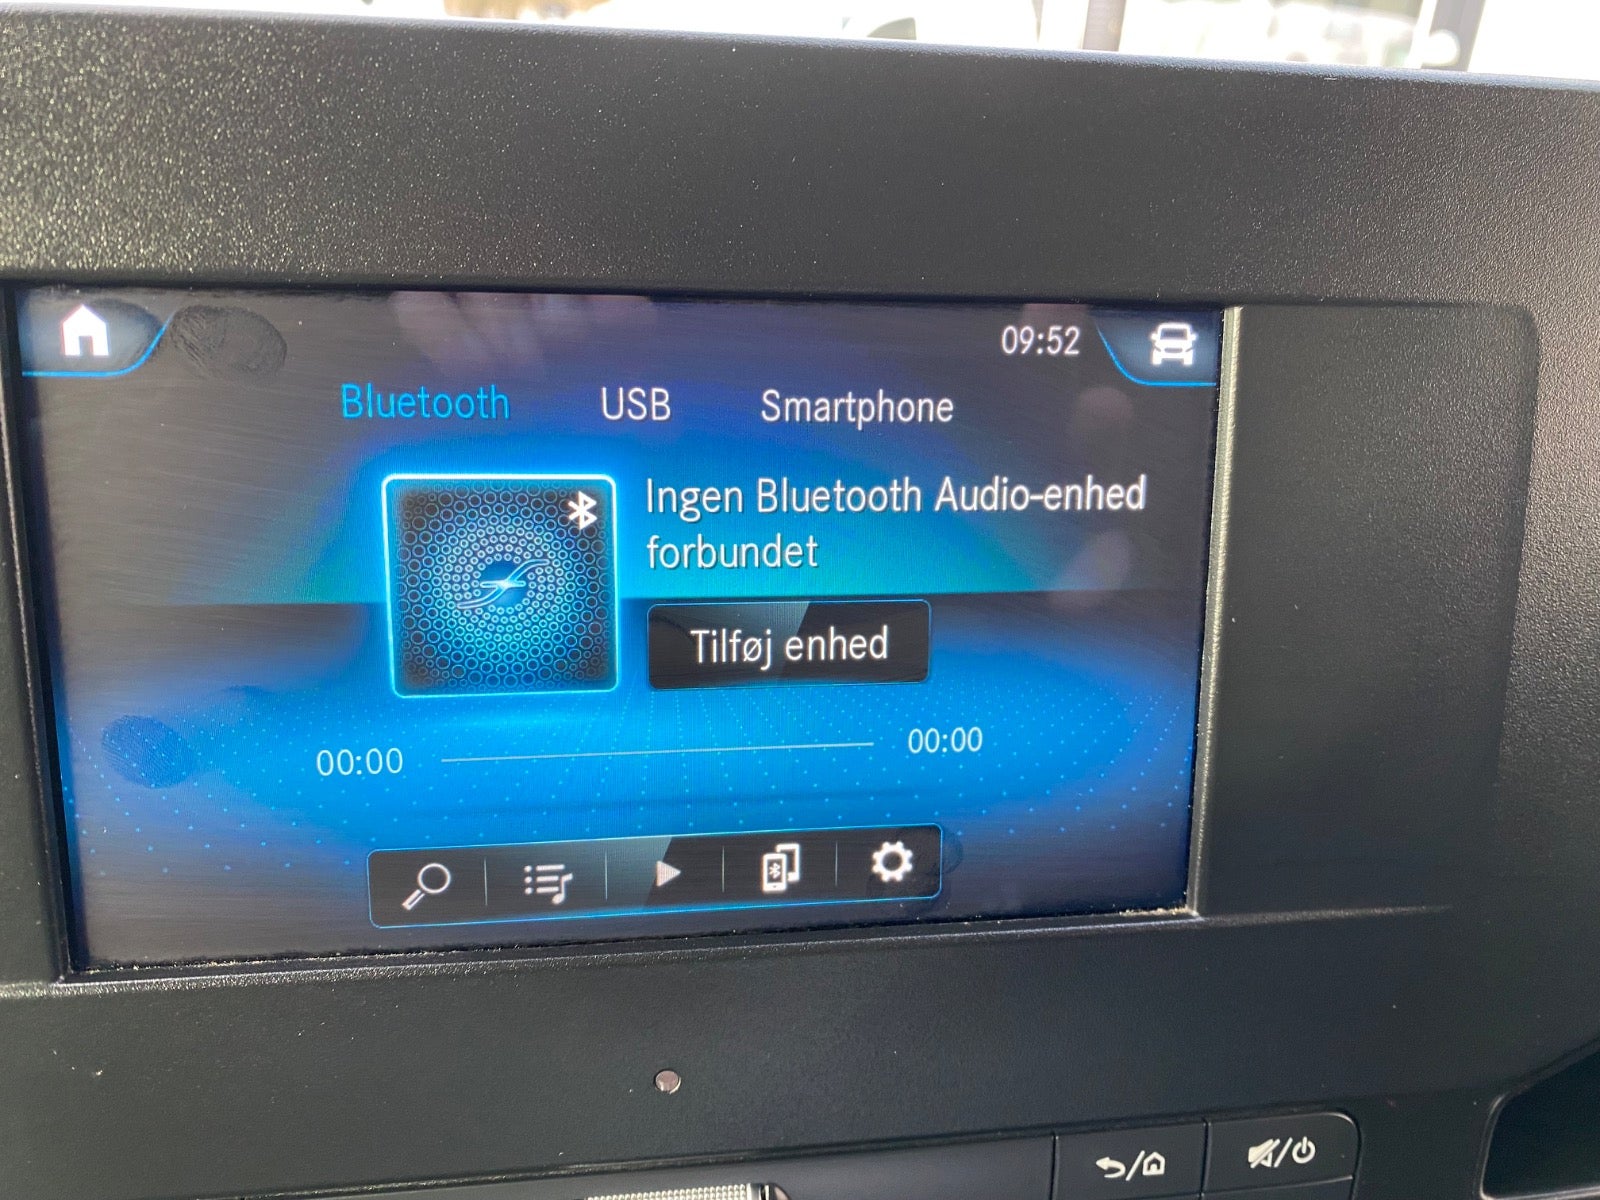 09:52
Bluetooth USB Smartphone
Ingen Bluetooth Audio-enhed
forbundet
Tilføj enhed
00:00 00:00